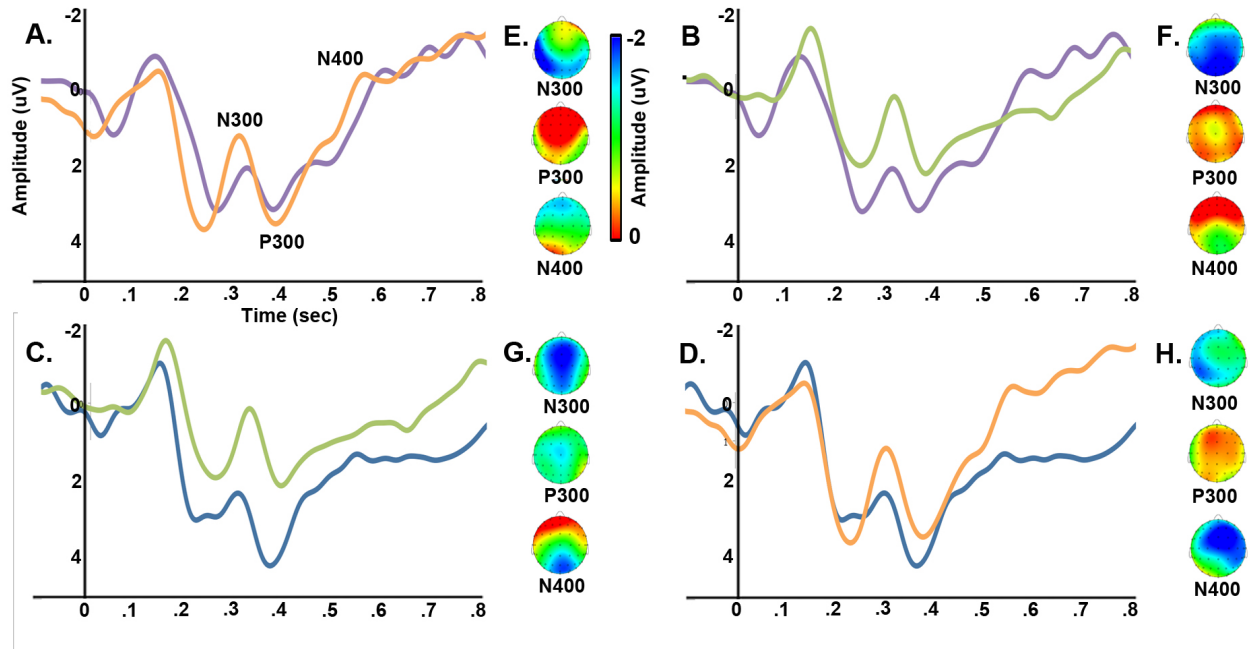 A.
-2
0
2
4
Amplitude (uV)
N300
P300
N400
0 .1 .2 .3 .4 .5 .6 .7 .8
Time (sec)
E.
N300
P300
N400
-2
Amplitude (uV)
0
B
-2
0
2
4
0 .1 .2 .3 .4 .5 .6 .7 .8
F.
N300
P300
N400
C.
-2
0
2
4
0 .1 .2 .3 .4 .5 .6 .7 .8
G.
N300
P300
N400
D.
-2
0
2
4
0 .1 .2 .3 .4 .5 .6 .7 .8
H.
N300
P300
N400